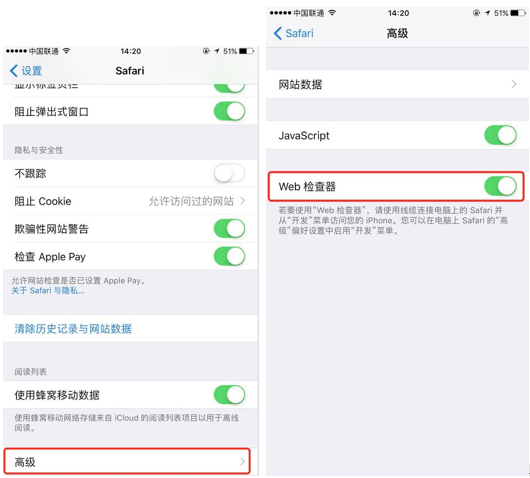 中国联通 14:20 51%
设置 Safari
显示标签页栏
阻止弹出式窗口
隐私与安全性
不跟踪
阻止 Cookie 允许访问过的网站
欺骗性网站警告
检查 Apple Pay
允许网站检查是否已设置 Apple Pay。
关于 Safari 与隐私...
清除历史记录与网站数据
阅读列表
使用蜂窝移动数据
使用蜂窝移动网络存储来自 iCloud 的阅读列表项目以用于离线
阅读。
高级
中国联通 14:20 51%
Safari 高级
网站数据
JavaScript
Web 检查器
若要使用“Web 检查器”，请使用线缆连接电脑上的 Safari 并
从“开发”菜单访问您的 iPhone。您可以在电脑上 Safari 的“高
级”偏好设置中启用“开发”菜单。